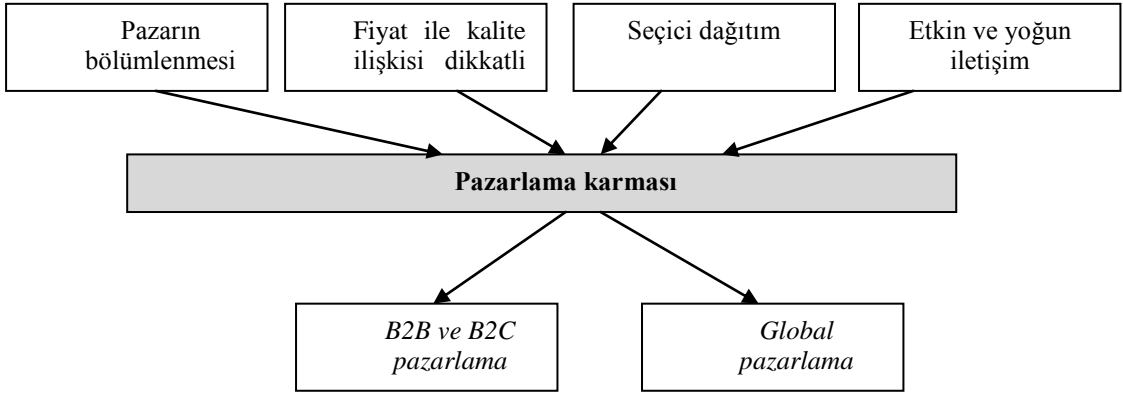 Pazarın
bölümlenmesi
Fiyat ile kalite
ilişkisi dikkatli
Seçici dağıtım
Etkin ve yoğun
iletişim
Pazarlama karması
B2B ve B2C
pazarlama
Global
pazarlama